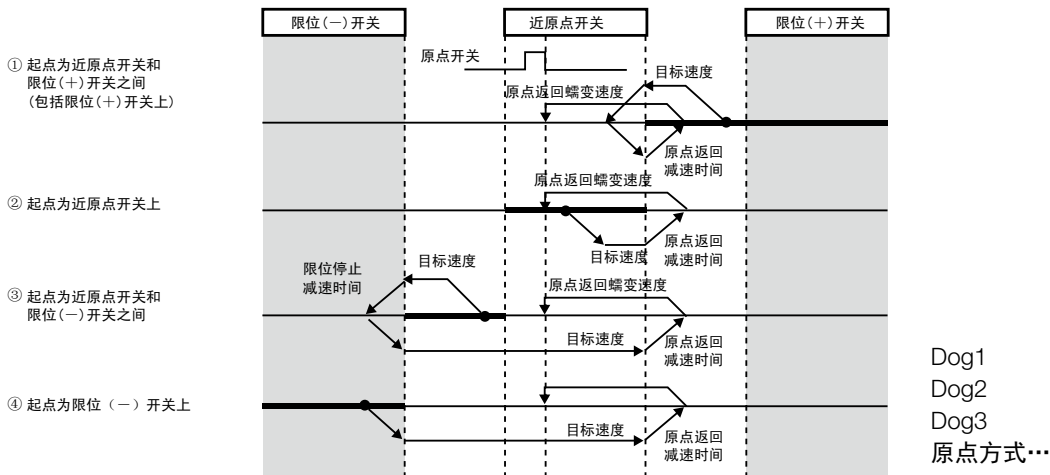 限位(－)开关
近原点开关
限位(＋)开关
① 起点为近原点开关和
限位(＋)开关之间
(包括限位(＋)开关上)
原点开关
目标速度
原点返回蠕变速度
原点返回
减速时间
② 起点为近原点开关上
原点返回蠕变速度
目标速度
原点返回
减速时间
③ 起点为近原点开关和
限位(－)开关之间
限位停止
减速时间
目标速度
原点返回蠕变速度
目标速度
原点返回
减速时间
④ 起点为限位（－）开关上
目标速度
原点返回
减速时间
Dog1
Dog2
Dog3
原点方式…